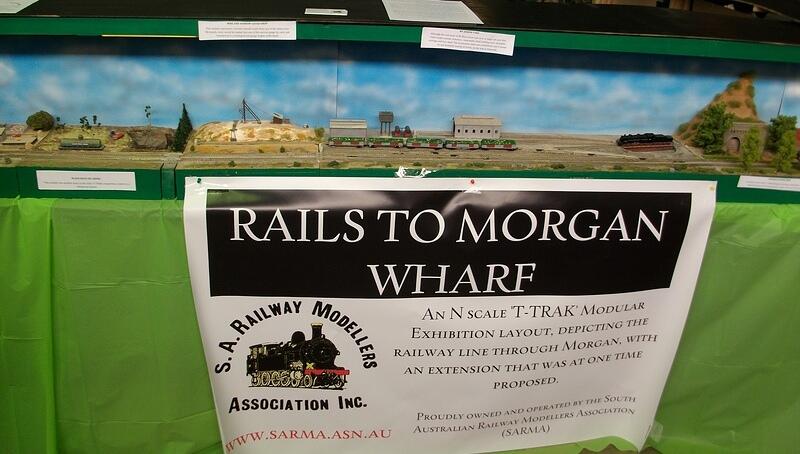 RAILS TO MORGAN
WHARF
S.A. RAILWAY MODELLERS
ASSOCIATION INC.
WWW.SARMA.ASN.AU
AN N SCALE 'T-TRAK' MODULAR
EXHIBITION LAYOUT, DEPICTING THE
RAILWAY LINE THROUGH MORGAN, WITH
AN EXTENSION THAT WAS AT ONE TIME
PROPOSED.
PROUDLY OWNED AND OPERATED BY THE SOUTH
AUSTRALIAN RAILWAY MODELLERS ASSOCIATION
(SARMA)